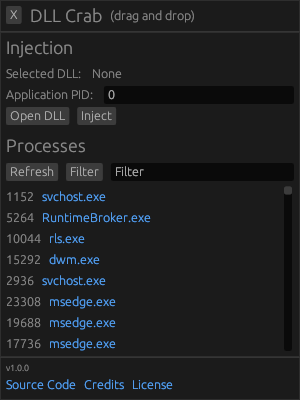 X DLL Crab (drag and drop)
Injection
Selected DLL: None
Application PID: 0
Open DLL Inject
Processes
Refresh Filter Filter
1152 svchost.exe
5264 RuntimeBroker.exe
10044 rls.exe
15292 dwm.exe
2936 svchost.exe
23308 msedge.exe
19688 msedge.exe
17736 msedge.exe
v1.0.0
Source Code Credits License